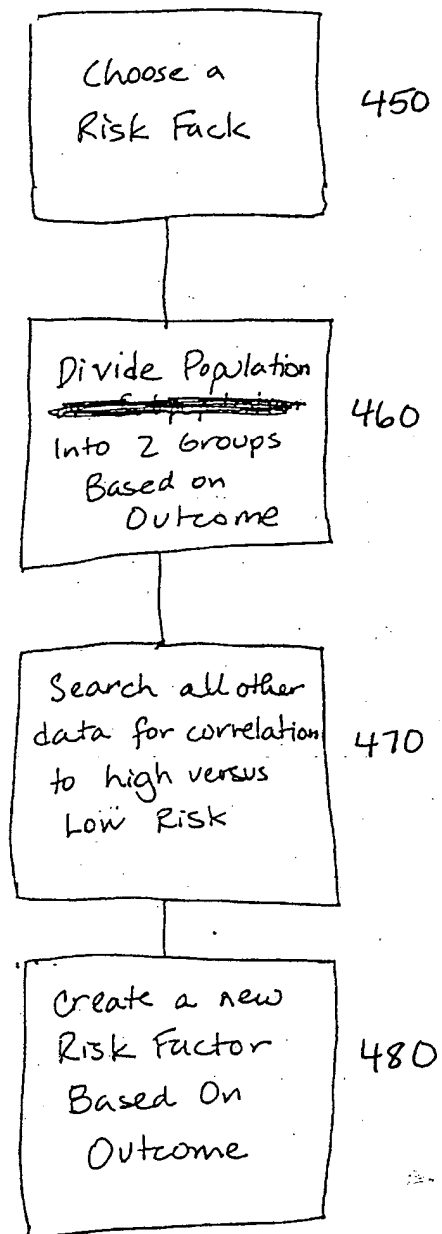 Choose a
Risk Fack
450
Divide Population
Into 2 Groups
Based on
Outcome
460
Search all other
data for correlation
to high versus
Low Risk
470
Create a new
Risk Factor
Based On
Outcome
480